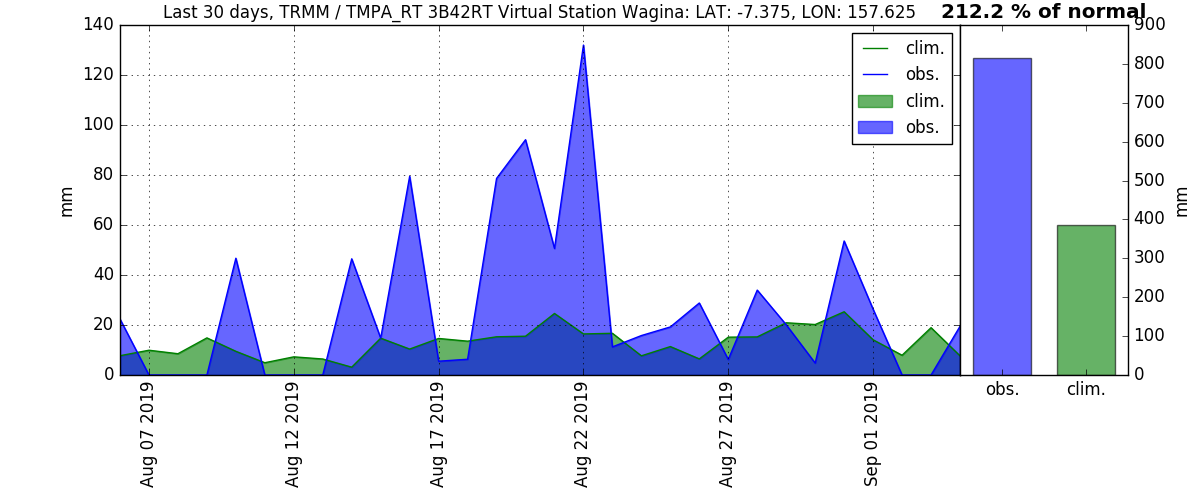 Last 30 days, TRMM / TMPA_RT 3B42RT Virtual Station Wagina: LAT: -7.375, LON: 157.625
212.2 % of normal
140
120
100
80
60
40
20
0
mm
clim.
obs.
clim.
obs.
Aug 07 2019
Aug 12 2019
Aug 17 2019
Aug 22 2019
Aug 27 2019
Sep 01 2019
900
800
700
600
500
400
300
200
100
0
mm
obs.
clim.